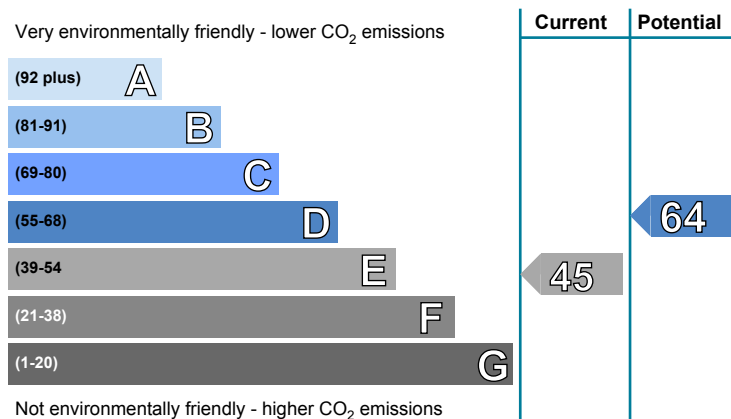 Current Potential
Very environmentally friendly - lower CO2 emissions
(92 plus) A
(81-91) B
(69-80) C
(55-68) D 64
(39-54 E 45
(21-38) F
(1-20) G
Not environmentally friendly - higher CO2 emissions